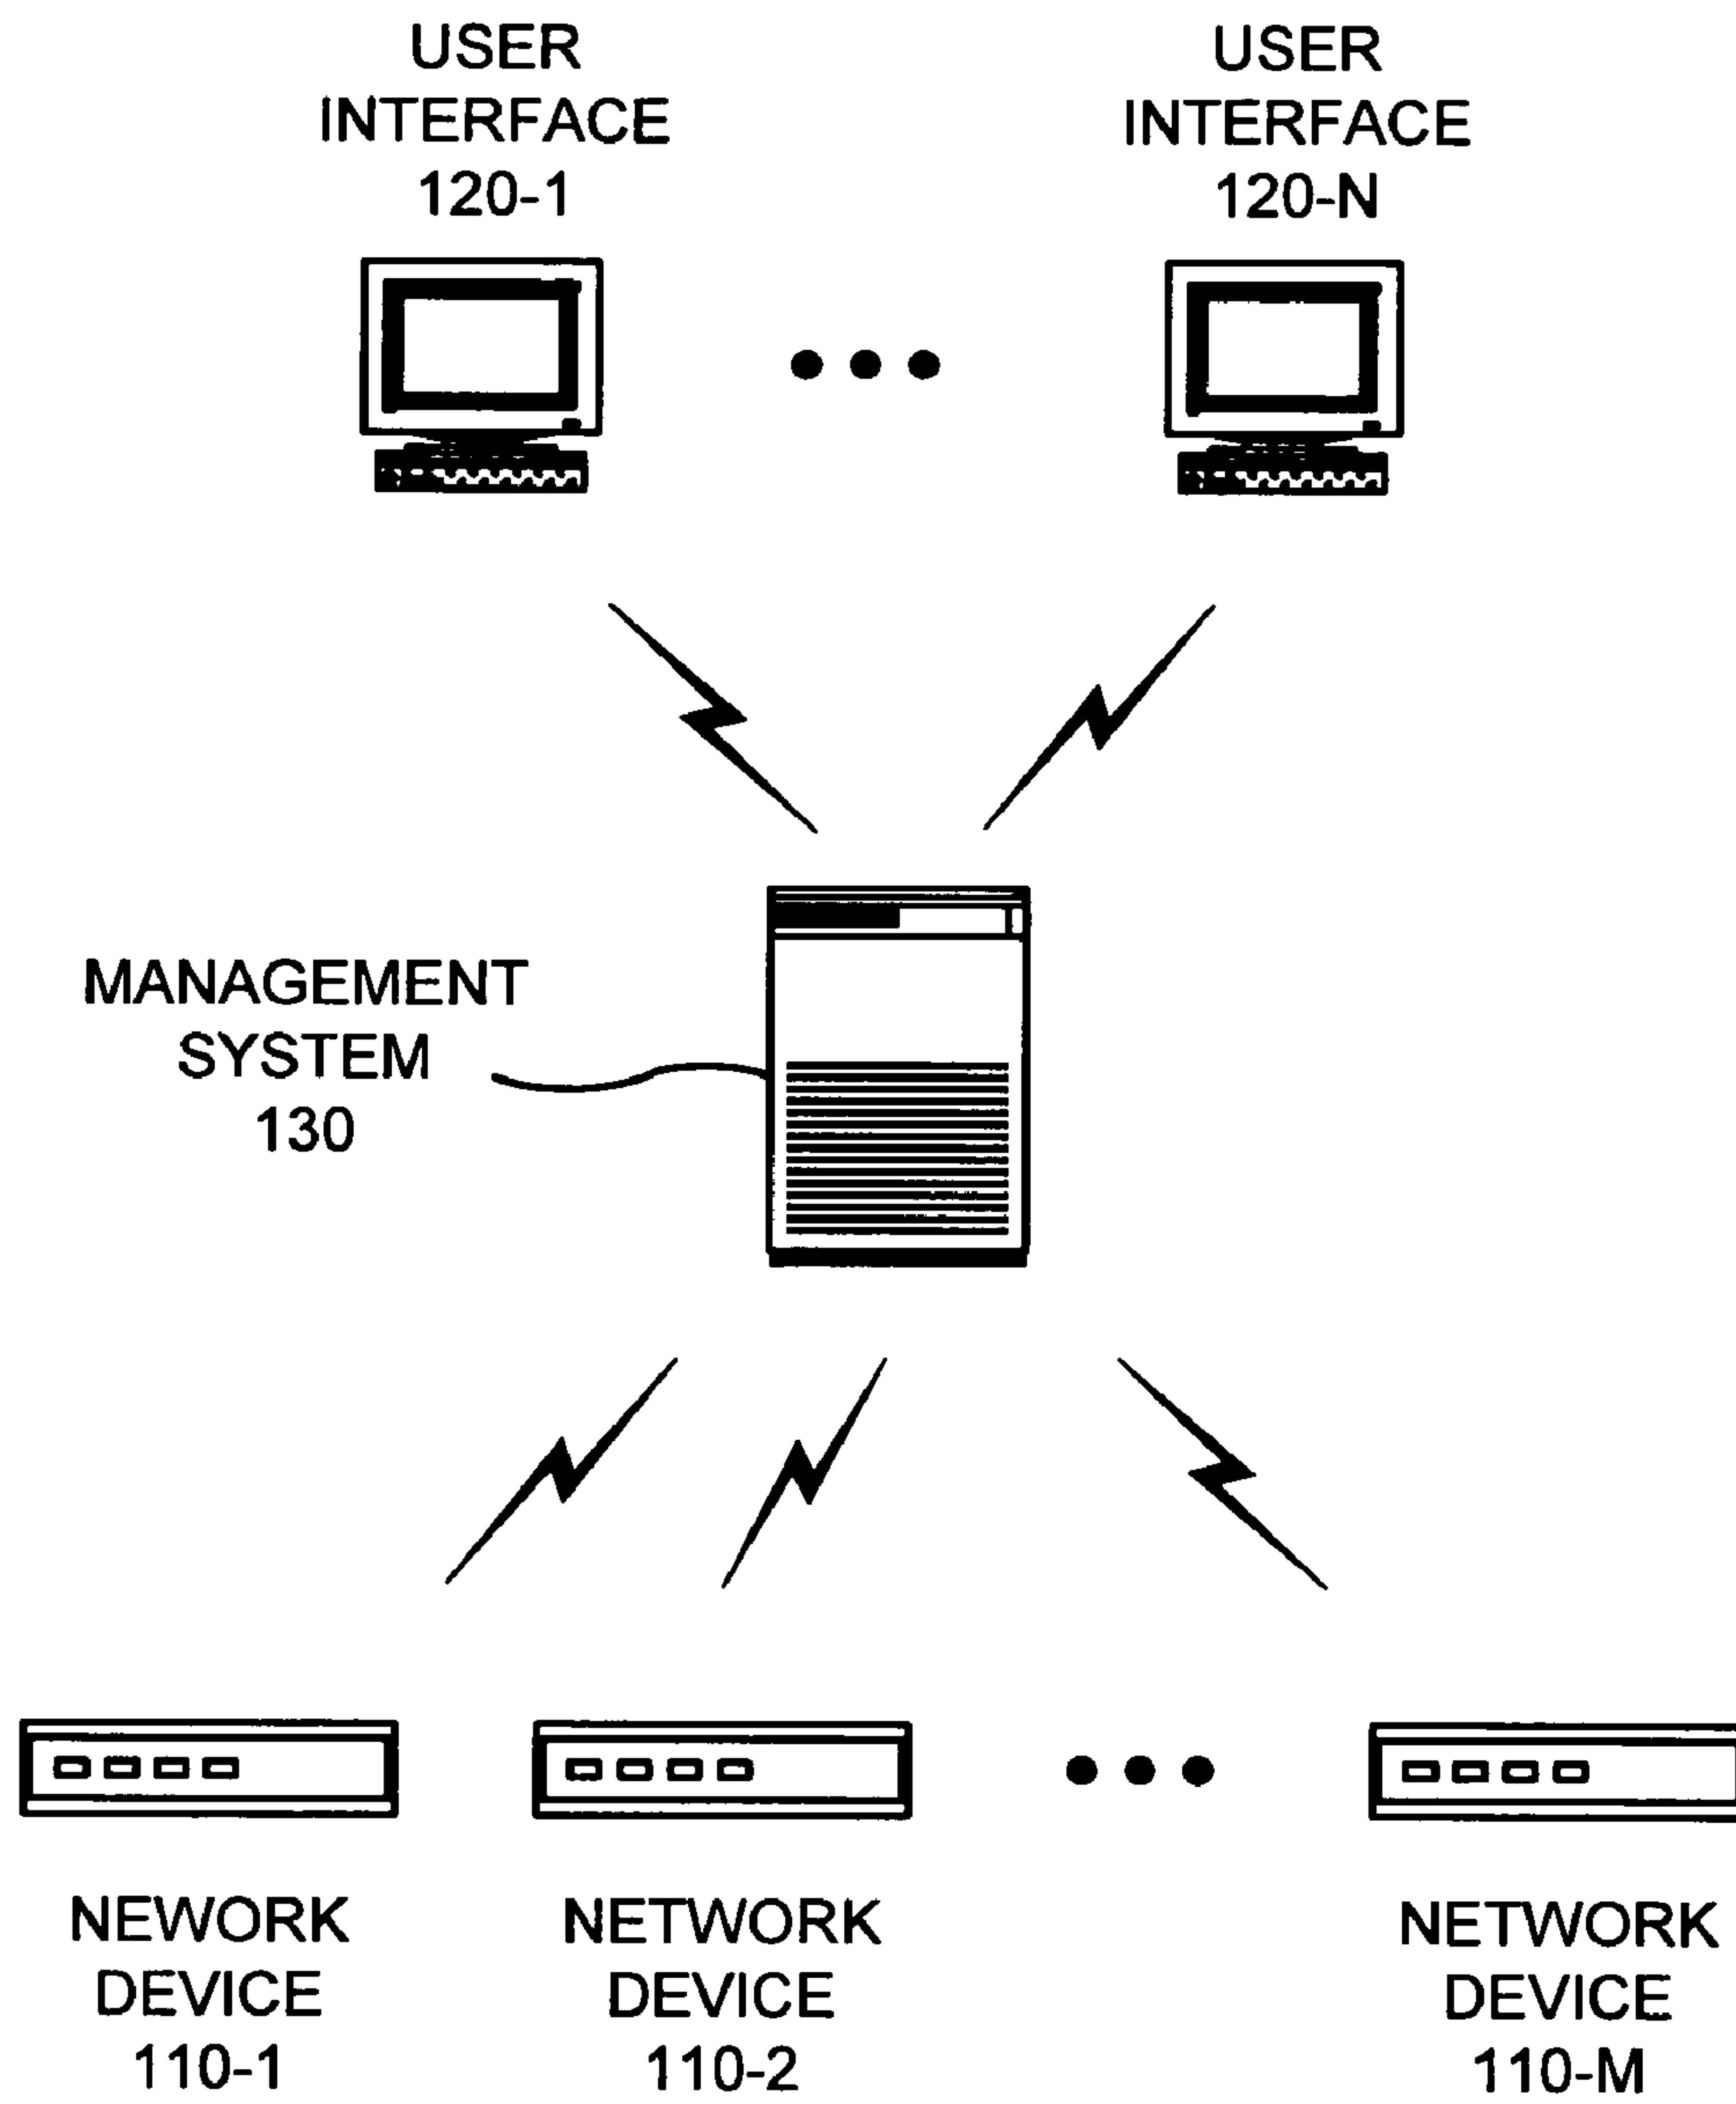 USER
INTERFACE
120-1
USER
INTERFACE
120-N
MANAGEMENT
SYSTEM
130
NEWORK
DEVICE
110-1
NETWORK
DEVICE
110-2
NETWORK
DEVICE
110-M